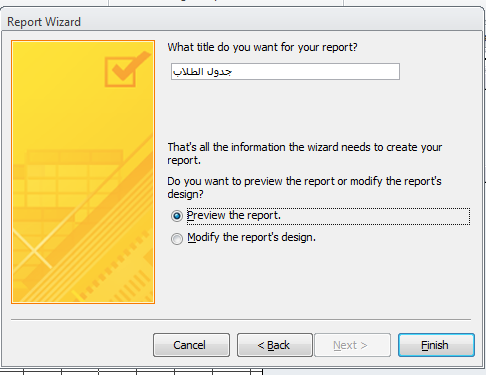 Report Wizard
What title do you want for your report?
جدول الطلاب
That's all the information the wizard needs to create your
report.
Do you want to preview the report or modify the report's
design?
Preview the report.
Modify the report's design.
Cancel
< Back
Next >
Finish